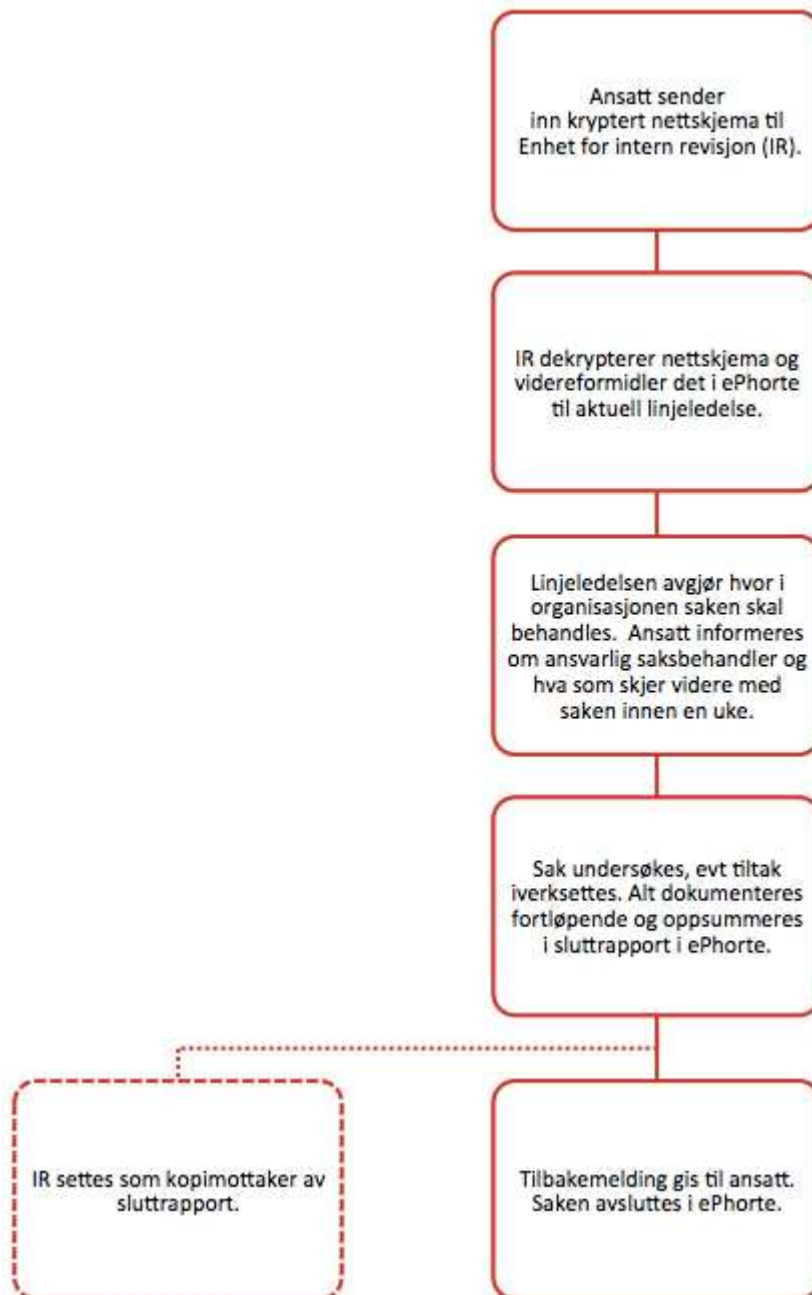 Ansatt sender
inn kryptert nettskjema til
Enhet for intern revisjon (IR).
IR dekrypterer nettskjema og
videreformidler det i ePhorte
til aktuell linjeledelse.
Linjeledelsen avgjør hvor i
organisasjonen saken skal
behandles.  Ansatt informeres
om ansvarlig saksbehandler og
hva som skjer videre med
saken innen en uke.
Sak undersøkes, evt tiltak
iverksettes. Alt dokumenteres
fortløpende og oppsummeres
i sluttrapport i ePhorte.
IR settes som kopimottaker av
sluttrapport.
Tilbakemelding gis til ansatt.
Saken avsluttes i ePhorte.